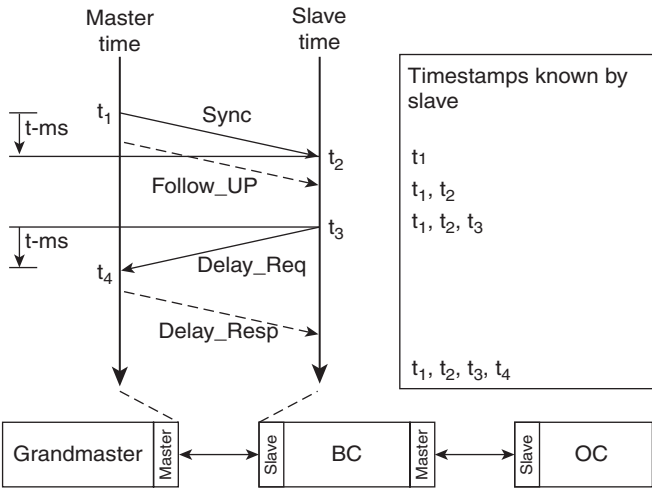 Master
time
Slave
time
Timestamps known by
slave
t₁
Sync
t-ms
t₂
t₁
Follow_UP
t₁, t₂
t₃
t₁, t₂, t₃
t-ms
t₄
Delay_Req
Delay_Resp
t₁, t₂, t₃, t₄
Grandmaster
Master
Slave
BC
Master
Slave
OC